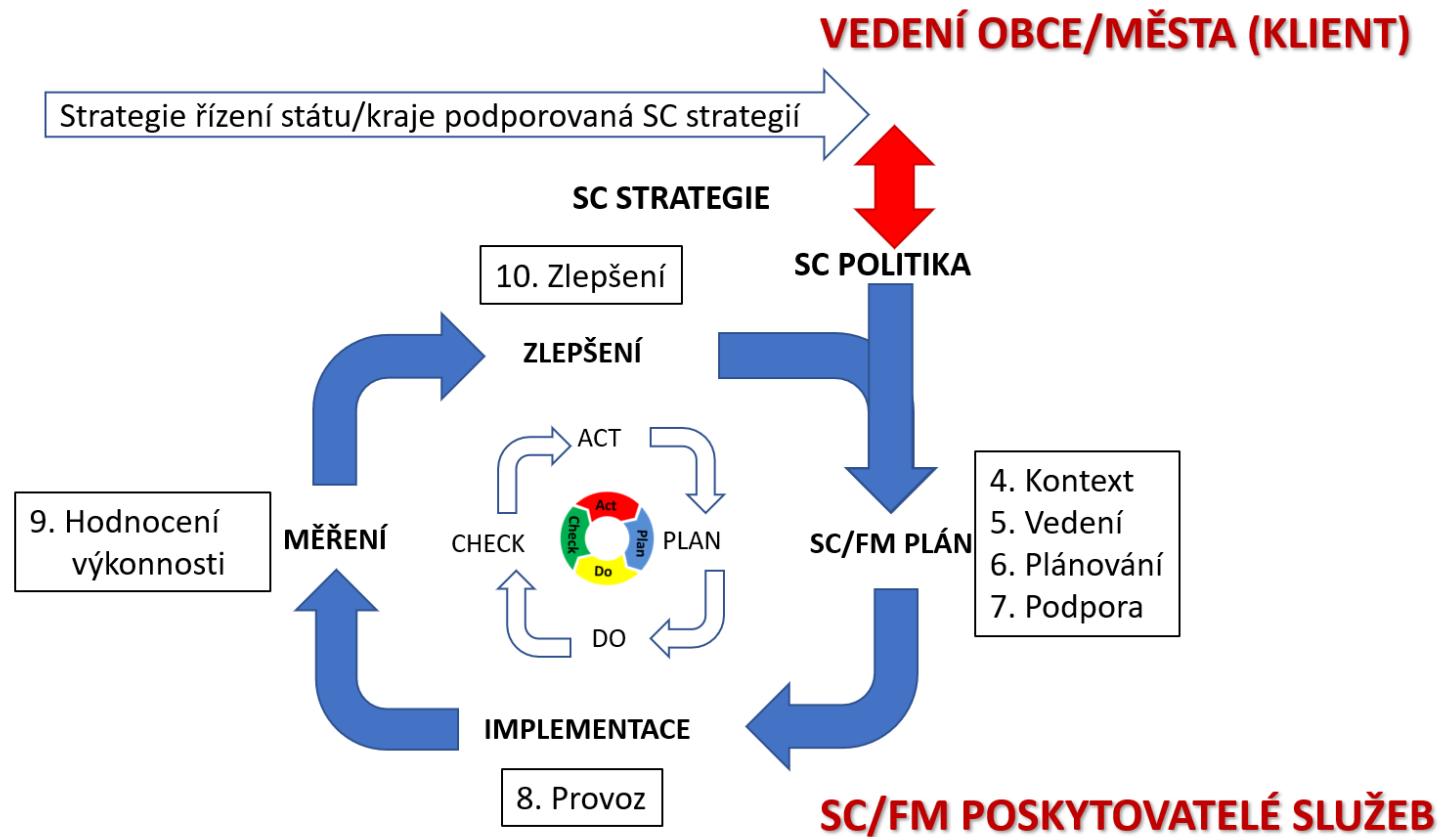 VEDENÍ OBCE/MĚSTA (KLIENT)
Strategie řízení státu/kraje podporovaná SC strategií
SC STRATEGIE
SC POLITIKA
10. Zlepšení
ZLEPŠENÍ
ACT
4. Kontext
5. Vedení
6. Plánování
7. Podpora
9. Hodnocení
výkonnosti
MĚŘENÍ
CHECK
Act
Check
Plan
Do
PLAN
SC/FM PLÁN
DO
IMPLEMENTACE
8. Provoz
SC/FM POSKYTOVATELÉ SLUŽEB